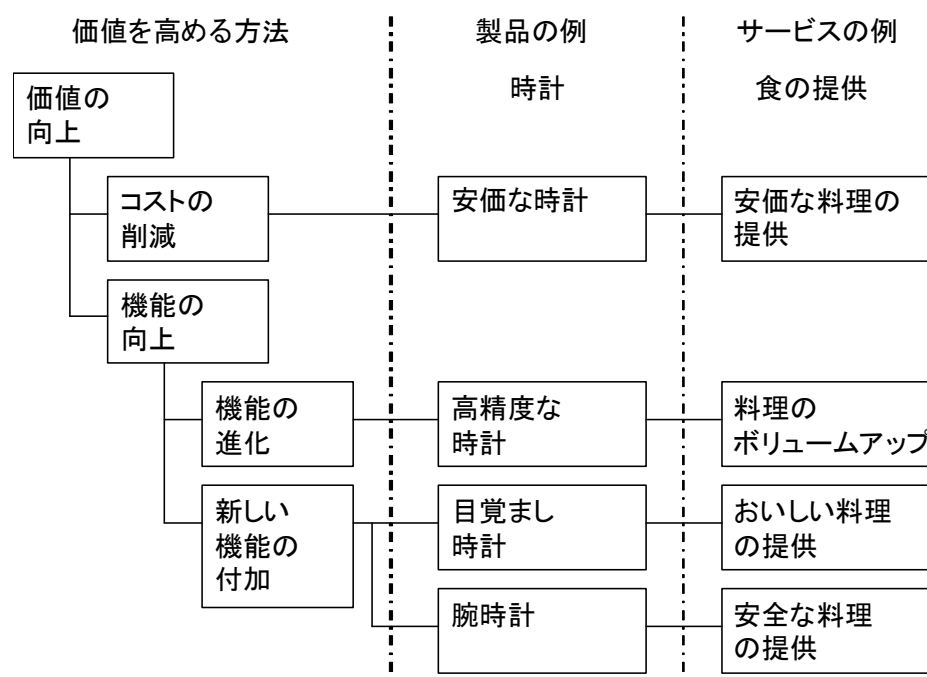 価値を高める方法
製品の例
サービスの例
時計
食の提供
価値の
向上
コストの
削減
安価な時計
安価な料理の
提供
機能の
向上
機能の
進化
高精度な
時計
料理の
ボリュームアップ
新しい
機能の
付加
目覚まし
時計
おいしい料理
の提供
腕時計
安全な料理
の提供